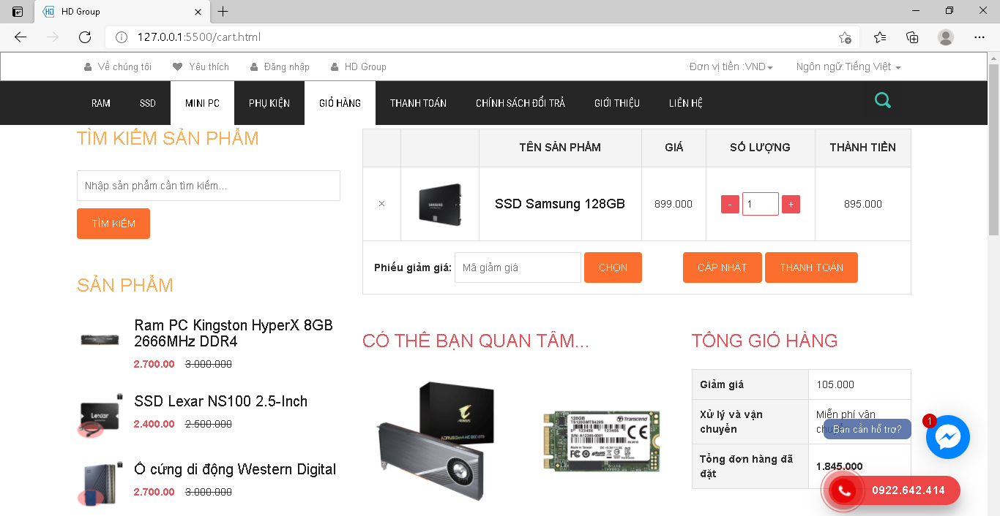 HD Group
127.0.0.1:5500/cart.html
Về chúng tôi
Yêu thích
Đăng nhập
HD Group
Đơn vị tiền :VND
Ngôn ngữ:Tiếng Việt
RAM
SSD
MINI PC
PHỤ KIỆN
GIỎ HÀNG
THANH TOÁN
CHÍNH SÁCH ĐỔI TRẢ
GIỚI THIỆU
LIÊN HỆ
TÌM KIẾM SẢN PHẨM
Nhập sản phẩm cần tìm kiếm...
TÌM KIẾM
SẢN PHẨM
Ram PC Kingston HyperX 8GB
2666MHz DDR4
2.700.00 3.000.000
Lexar
SSD Lexar NS100 2.5-Inch
2.400.00 2.500.000
Ổ cứng di động Western Digital
2.700.00 3.000.000
TÊN SẢN PHẨM
GIÁ
SỐ LƯỢNG
THÀNH TIỀN
×
SAMSUNG
SSD Samsung 128GB
899.000
- 1 +
895.000
Phiếu giảm giá:
Mã giảm giá
CHỌN
CẬP NHẬT
THANH TOÁN
CÓ THỂ BẠN QUAN TÂM...
AORUS
Transcend
120GB
TS120GMTS420S
TỔNG GIỎ HÀNG
Giảm giá
105.000
Xử lý và vận
chuyển
Miễn phí vận
Bạn cần hỗ trợ?
1
Tổng đơn hàng đã
đặt
1.845.000
0922.642.414